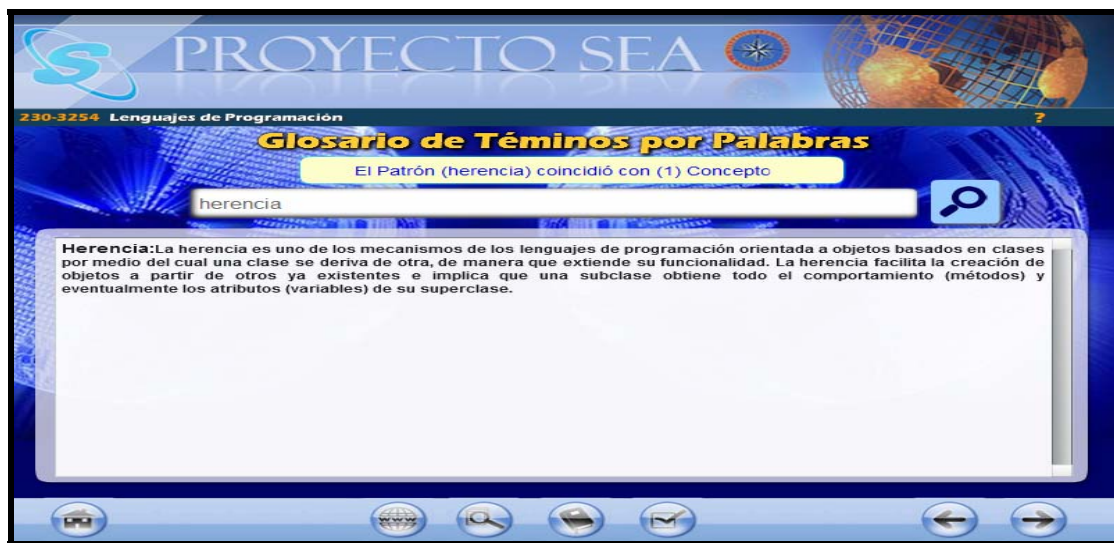 S
PROYECTO SEA
230-3254 Lenguajes de Programación
?
Glosario de Téminos por Palabras
El Patrón (herencia) coincidió con (1) Concepto
herencia
Herencia:La herencia es uno de los mecanismos de los lenguajes de programación orientada a objetos basados en clases
por medio del cual una clase se deriva de otra, de manera que extiende su funcionalidad. La herencia facilita la creación de
objetos a partir de otros ya existentes e implica que una subclase obtiene todo el comportamiento (métodos) y
eventualmente los atributos (variables) de su superclase.
www